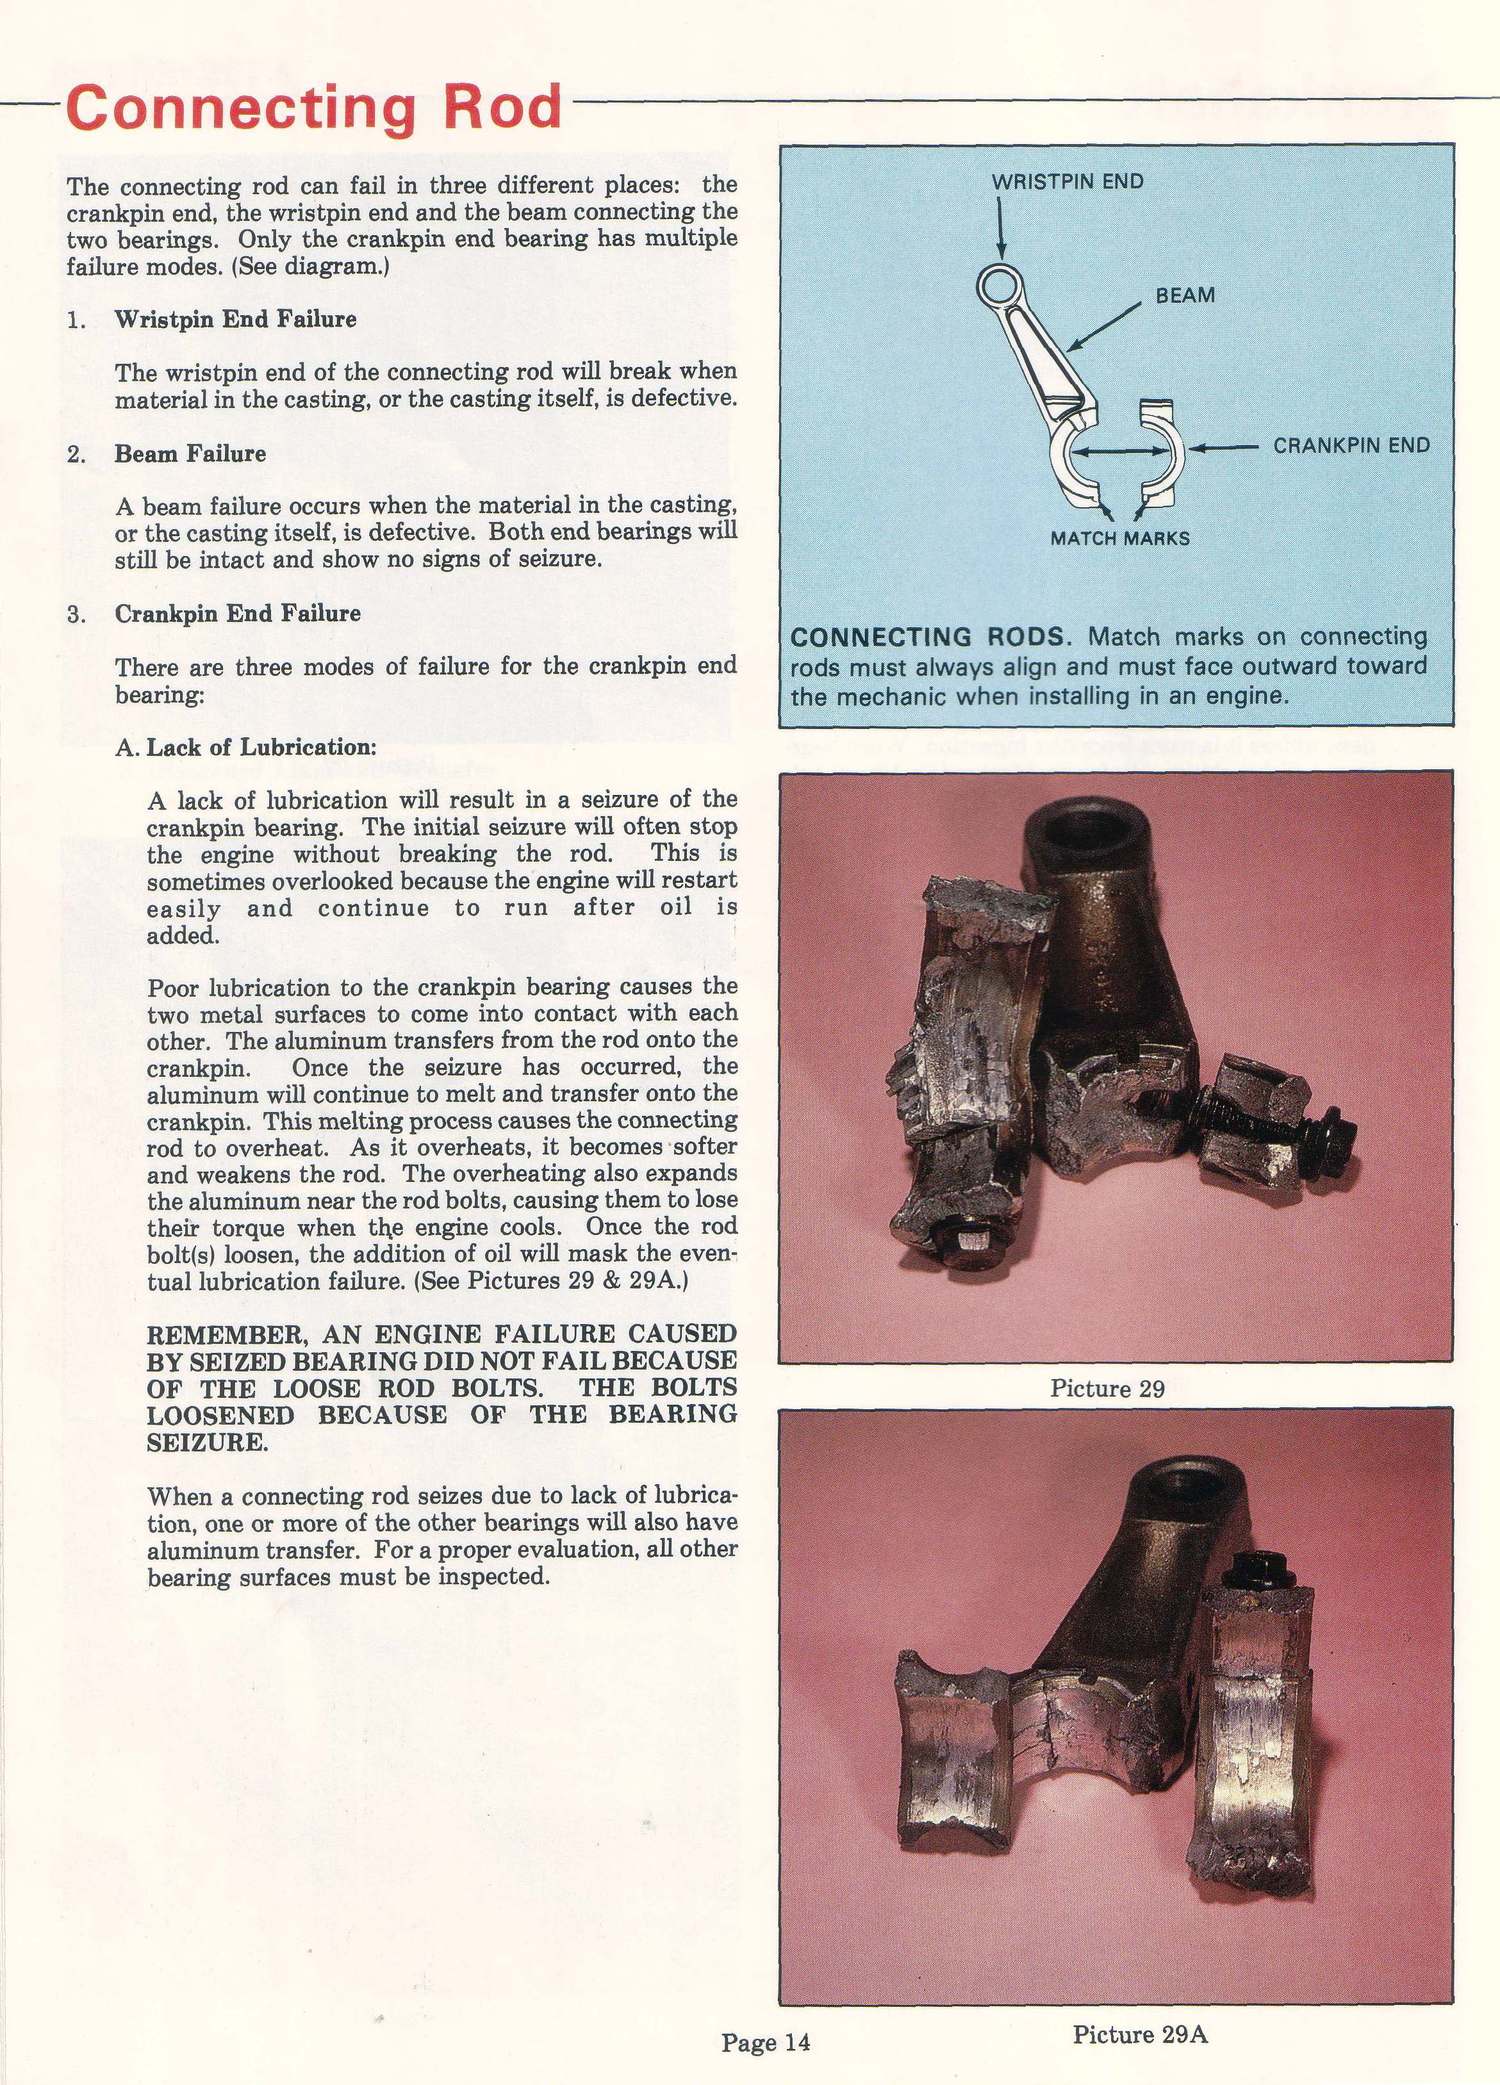 Connecting Rod
The connecting rod can fail in three different places: the
crankpin end, the wristpin end and the beam connecting the
two bearings. Only the crankpin end bearing has multiple
failure modes. (See diagram.)
1. Wristpin End Failure
The wristpin end of the connecting rod will break when
material in the casting, or the casting itself, is defective.
2. Beam Failure
A beam failure occurs when the material in the casting,
or the casting itself, is defective. Both end bearings will
still be intact and show no signs of seizure.
3. Crankpin End Failure
There are three modes of failure for the crankpin end
bearing:
A. Lack of Lubrication:
A lack of lubrication will result in a seizure of the
crankpin bearing. The initial seizure will often stop
the engine without breaking the rod. This is
sometimes overlooked because the engine will restart
easily and continue to run after oil is
added.
Poor lubrication to the crankpin bearing causes the
two metal surfaces to come into contact with each
other. The aluminum transfers from the rod onto the
crankpin. Once the seizure has occurred, the
aluminum will continue to melt and transfer onto the
crankpin. This melting process causes the connecting
rod to overheat. As it overheats, it becomes softer
and weakens the rod. The overheating also expands
the aluminum near the rod bolts, causing them to lose
their torque when the engine cools. Once the rod
bolt(s) loosen, the addition of oil will mask the even-
tual lubrication failure. (See Pictures 29 & 29A.)
REMEMBER, AN ENGINE FAILURE CAUSED
BY SEIZED BEARING DID NOT FAIL BECAUSE
OF THE LOOSE ROD BOLTS. THE BOLTS
LOOSENED BECAUSE OF THE BEARING
SEIZURE.
When a connecting rod seizes due to lack of lubrica-
tion, one or more of the other bearings will also have
aluminum transfer. For a proper evaluation, all other
bearing surfaces must be inspected.
WRISTPIN END
BEAM
CRANKPIN END
MATCH MARKS
CONNECTING RODS. Match marks on connecting
rods must always align and must face outward toward
the mechanic when installing in an engine.
Picture 29
Picture 29A
Page 14